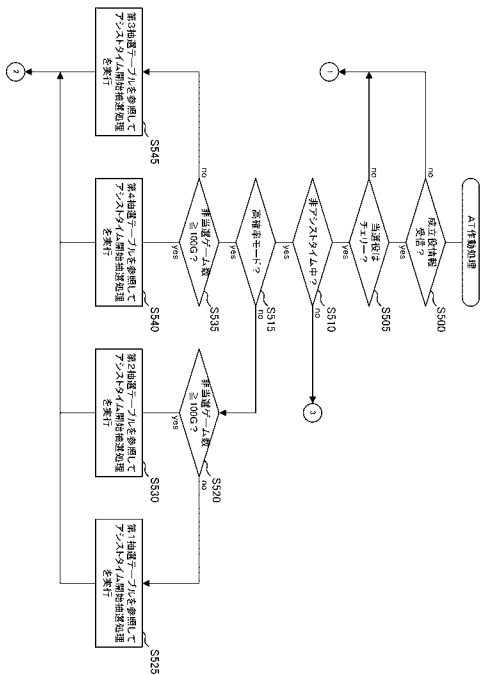 AT作動処理
S500
成立役情報
受信?
yes
no
S505
当選役は
チェリー?
yes
no
1
S510
非アシストタイム中?
yes
no
3
S515
高確率モード?
yes
no
S535
非当選ゲーム数
≧100G?
yes
no
S520
非当選ゲーム数
≧100G?
yes
no
S545
第3抽選テーブルを参照して
アシストタイム開始抽選処理
を実行
S540
第4抽選テーブルを参照して
アシストタイム開始抽選処理
を実行
S530
第2抽選テーブルを参照して
アシストタイム開始抽選処理
を実行
S525
第1抽選テーブルを参照して
アシストタイム開始抽選処理
を実行
2